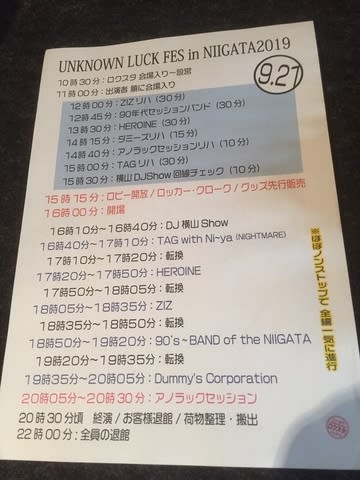 UNKNOWN LUCK FES in NIIGATA2019
9.27
10時30分：ロクスタ 会場入り～設営
11時00分：出演者 順に会場入り
12時00分：ZIZリハ（30分）
12時45分：90年代セッションバンド（30分）
13時30分：HEROINE（30分）
14時15分：ダミーズリハ（15分）
14時40分：アノラックセッションリハ（10分）
15時00分：TAGリハ（30分）
15時30分：横山DJShow 回線チェック（10分）
15時15分：ロビー開放/ロッカー・クローク/グッズ先行販売
16時00分：開場
16時10分～16時40分：DJ横山Show
16時40分～17時10分：TAG with Ni-ya (NIGHTMARE)
17時10分～17時20分：転換
17時20分～17時50分：HEROINE
17時50分～18時05分：転換
18時05分～18時35分：ZIZ
18時35分～18時50分：転換
18時50分～19時20分：90's～BAND of the NIIGATA
19時20分～19時35分：転換
19時35分～20時05分：Dummy's Corporation
20時05分～20時30分：アノラックセッション
20時30分頃 終演/お客様退館/荷物整理・搬出
22時00分：全員の退館
※ほぼノンストップで 全編 一気に進行